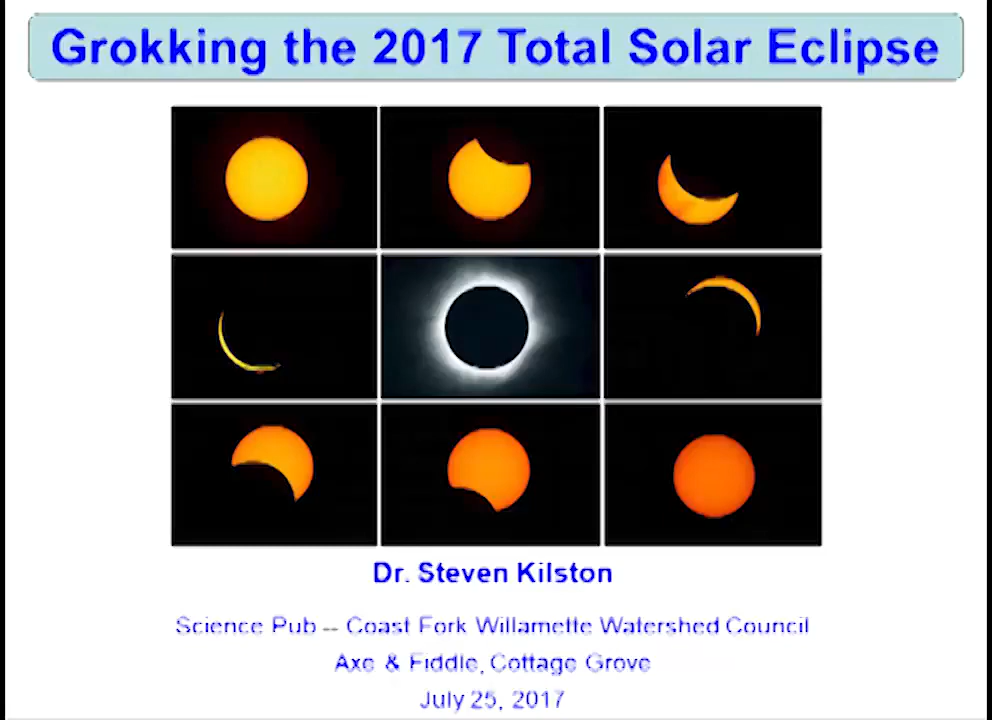 Grokking the 2017 Total Solar Eclipse
Dr. Steven Kilston
Science Pub -- Coast Fork Willamette Watershed Council
Axe & Fiddle, Cottage Grove
July 25, 2017